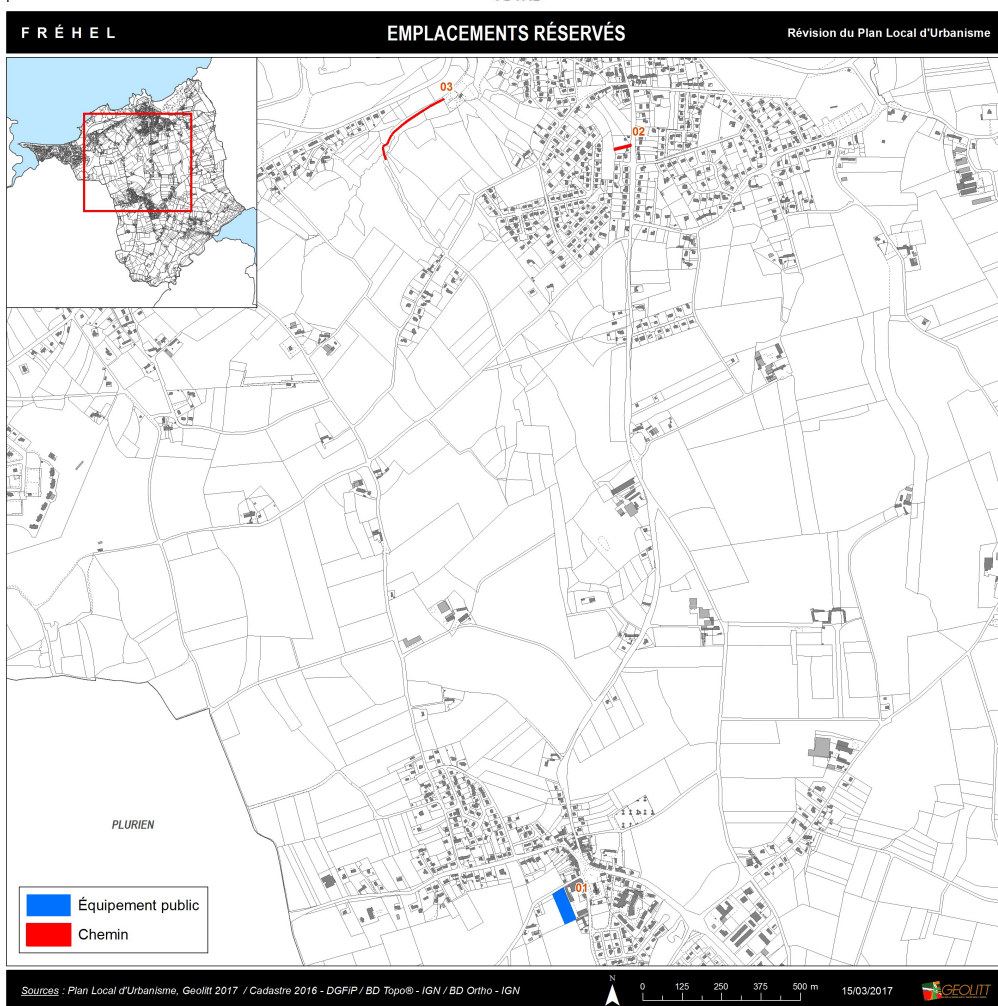 FRÉHEL
EMPLACEMENTS RÉSERVÉS
Révision du Plan Local d'Urbanisme
03
02
PLURIEN
01
Équipement public
Chemin
Sources : Plan Local d'Urbanisme, Geolitt 2017 / Cadastre 2016 - DGFiP / BD Topo® - IGN / BD Ortho - IGN
N
0 125 250 375 500 m
15/03/2017
GEOLITT